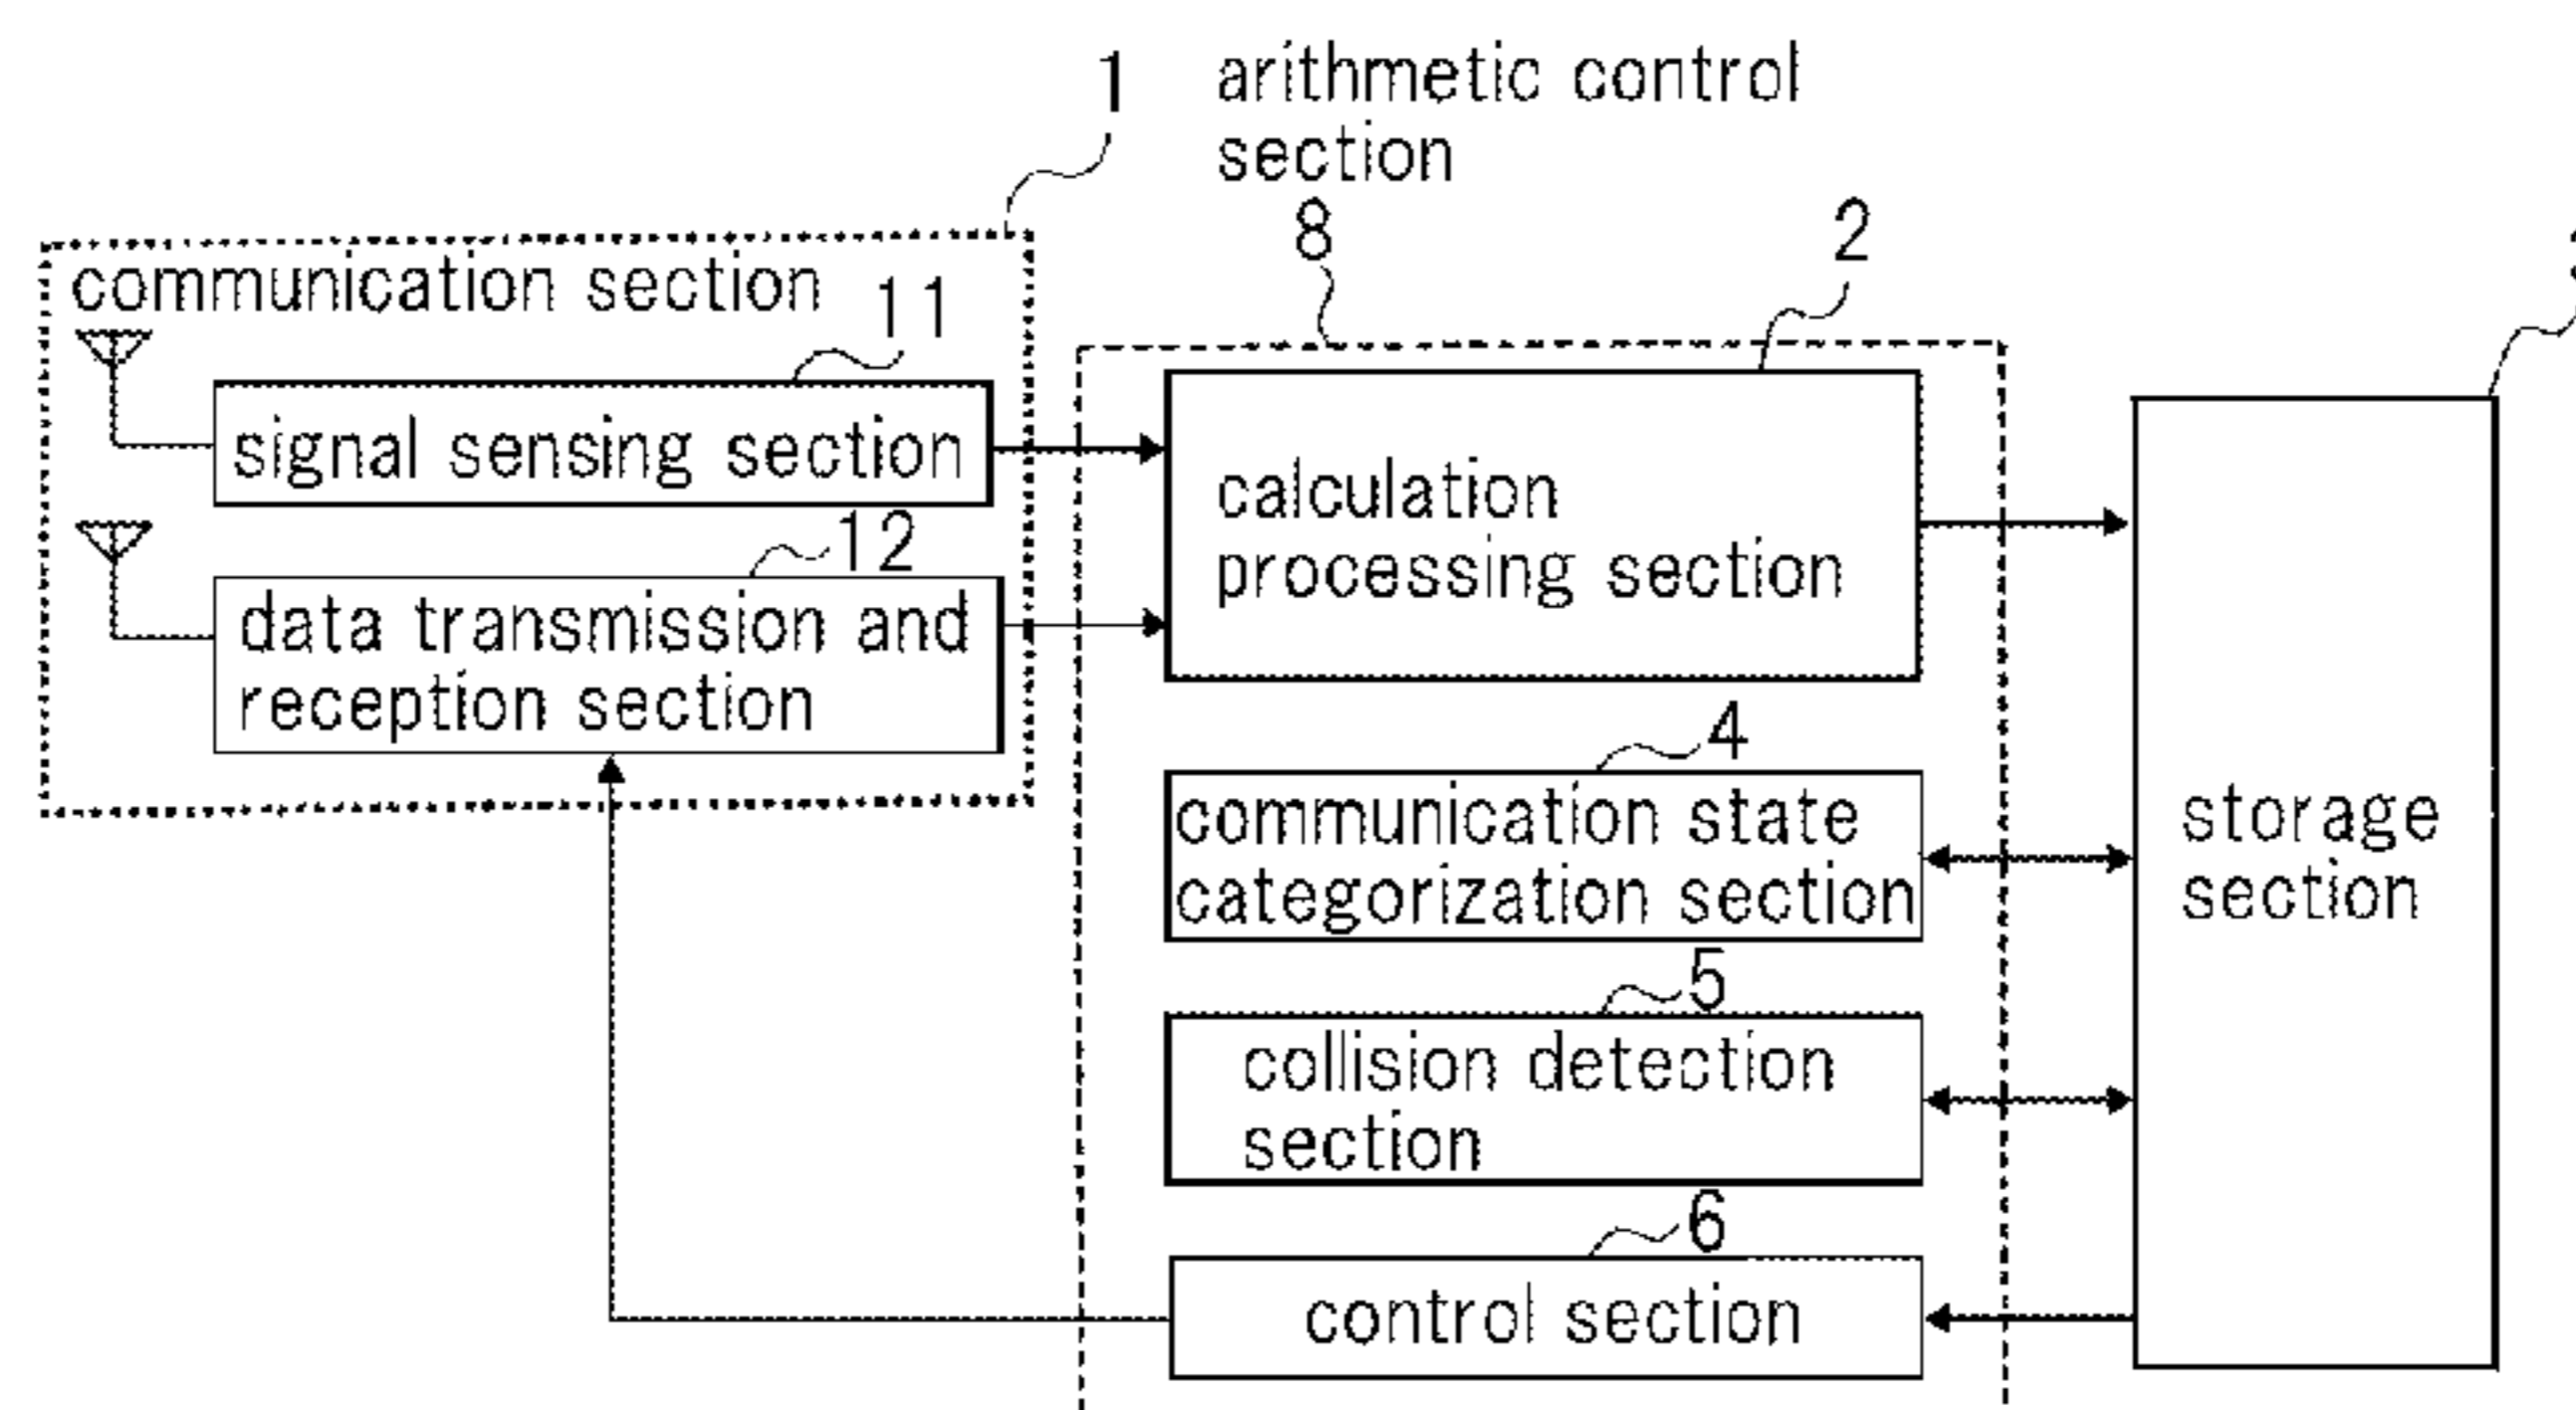 1
arithmetic control
section
8
2
communication section
11
signal sensing section
12
data transmission and
reception section
calculation
processing section
4
communication state
categorization section
storage
section
5
collision detection
section
6
control section